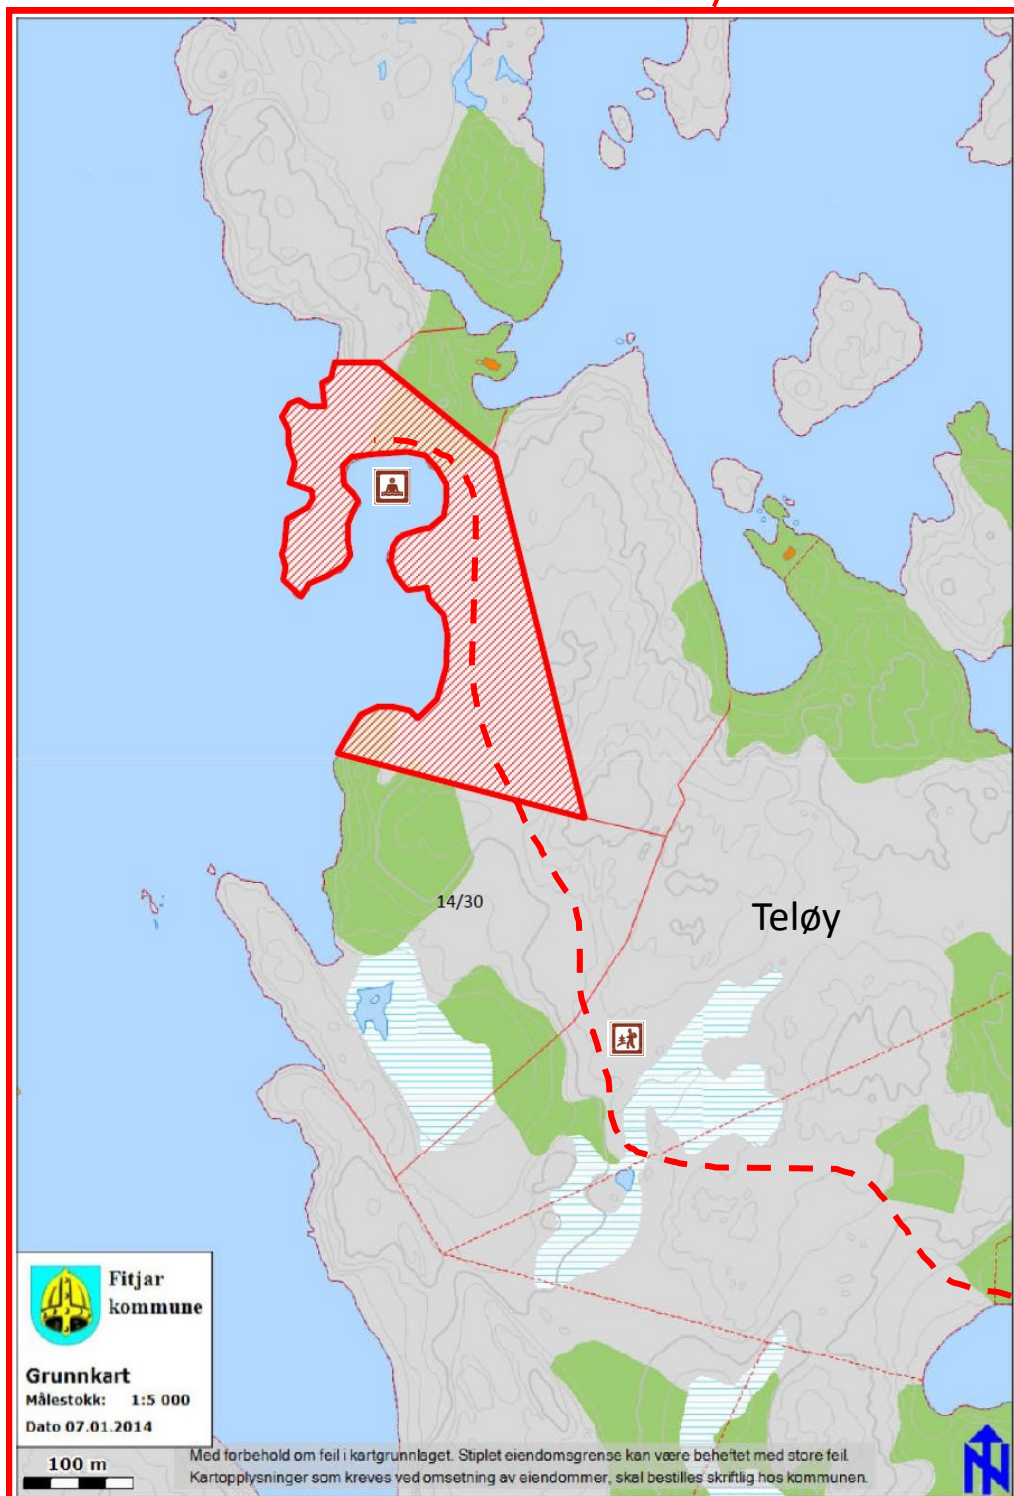 14/30
Teløy
Fitjar
kommune
Grunnkart
Målestokk: 1:5 000
Dato 07.01.2014
100 m
Med forbehold om feil i kartgrunnlaget. Stiplet eiendomsgrense kan være beheftet med store feil.
Kartopplysninger som kreves ved omsetning av eiendommer, skal bestilles skriftlig hos kommunen.
N